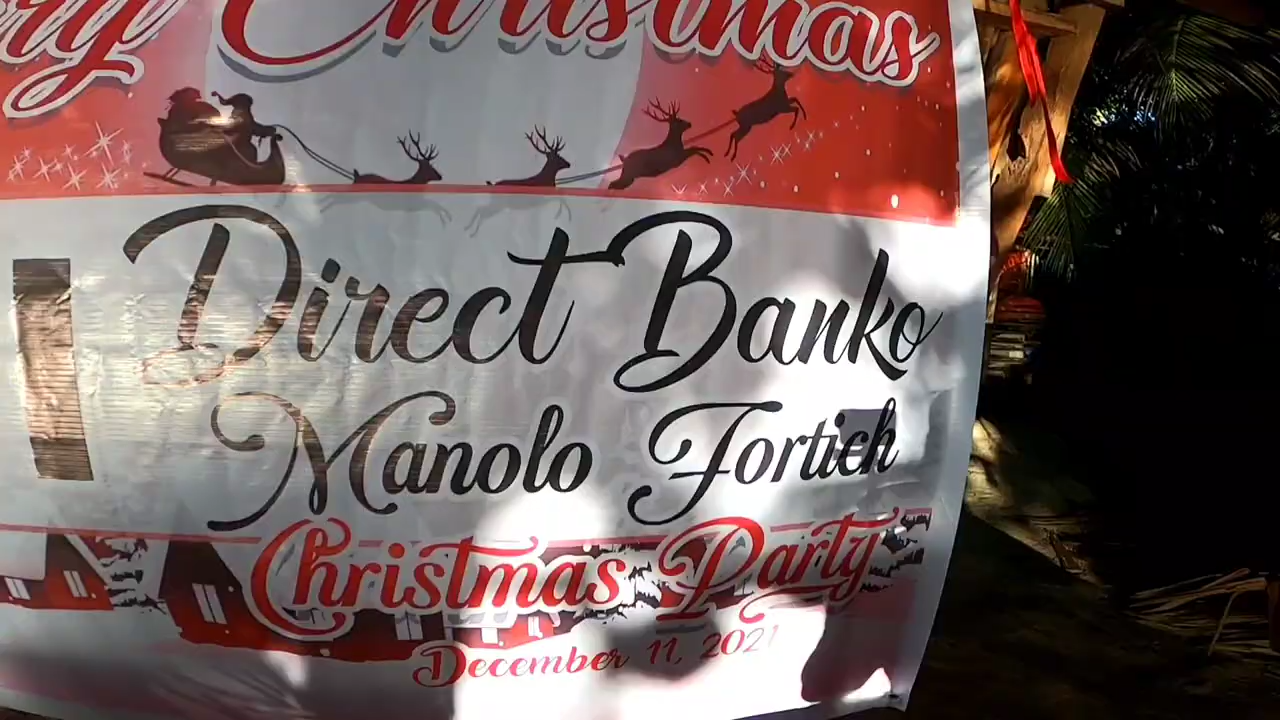 Christmas
Direct Banko
Manolo Fortich
Christmas Party
December 11, 2021